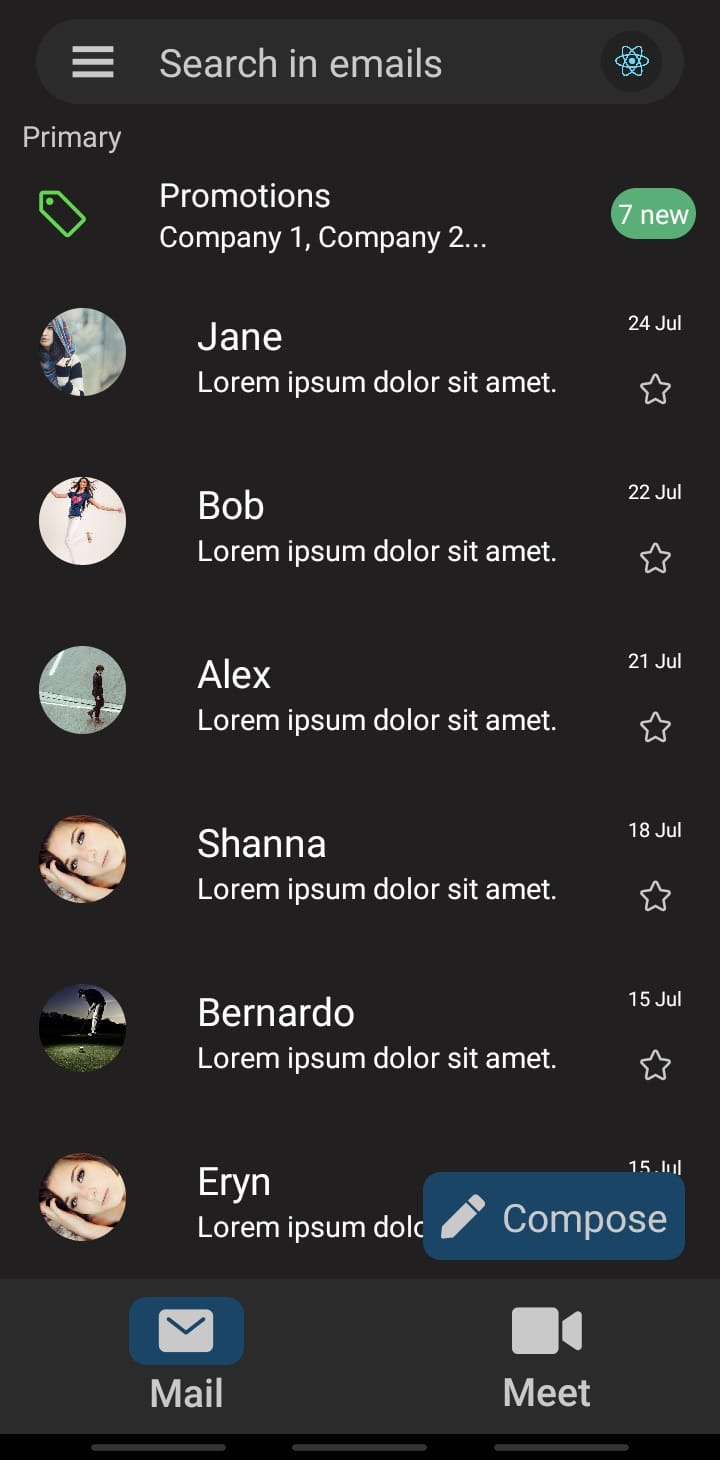 Search in emails
Primary
Promotions
Company 1, Company 2...
7 new
Jane
24 Jul
Lorem ipsum dolor sit amet.
Bob
22 Jul
Lorem ipsum dolor sit amet.
Alex
21 Jul
Lorem ipsum dolor sit amet.
Shanna
18 Jul
Lorem ipsum dolor sit amet.
Bernardo
15 Jul
Lorem ipsum dolor sit amet.
Eryn
15 Jul
Lorem ipsum
Compose
Mail
Meet